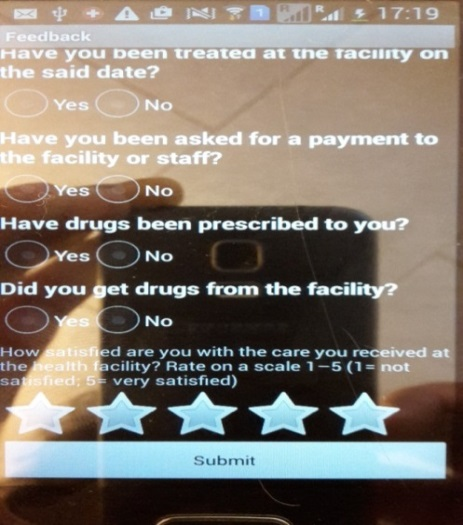 R R 17:19
1
Feedback
Have you been treated at the facility on
the said date?
Yes No
Have you been asked for a payment to
the facility or staff?
Yes No
Have drugs been prescribed to you?
Yes No
Did you get drugs from the facility?
Yes No
How satisfied are you with the care you received at
the health facility? Rate on a scale 1-5 (1= not
satisfied; 5= very satisfied)
Submit